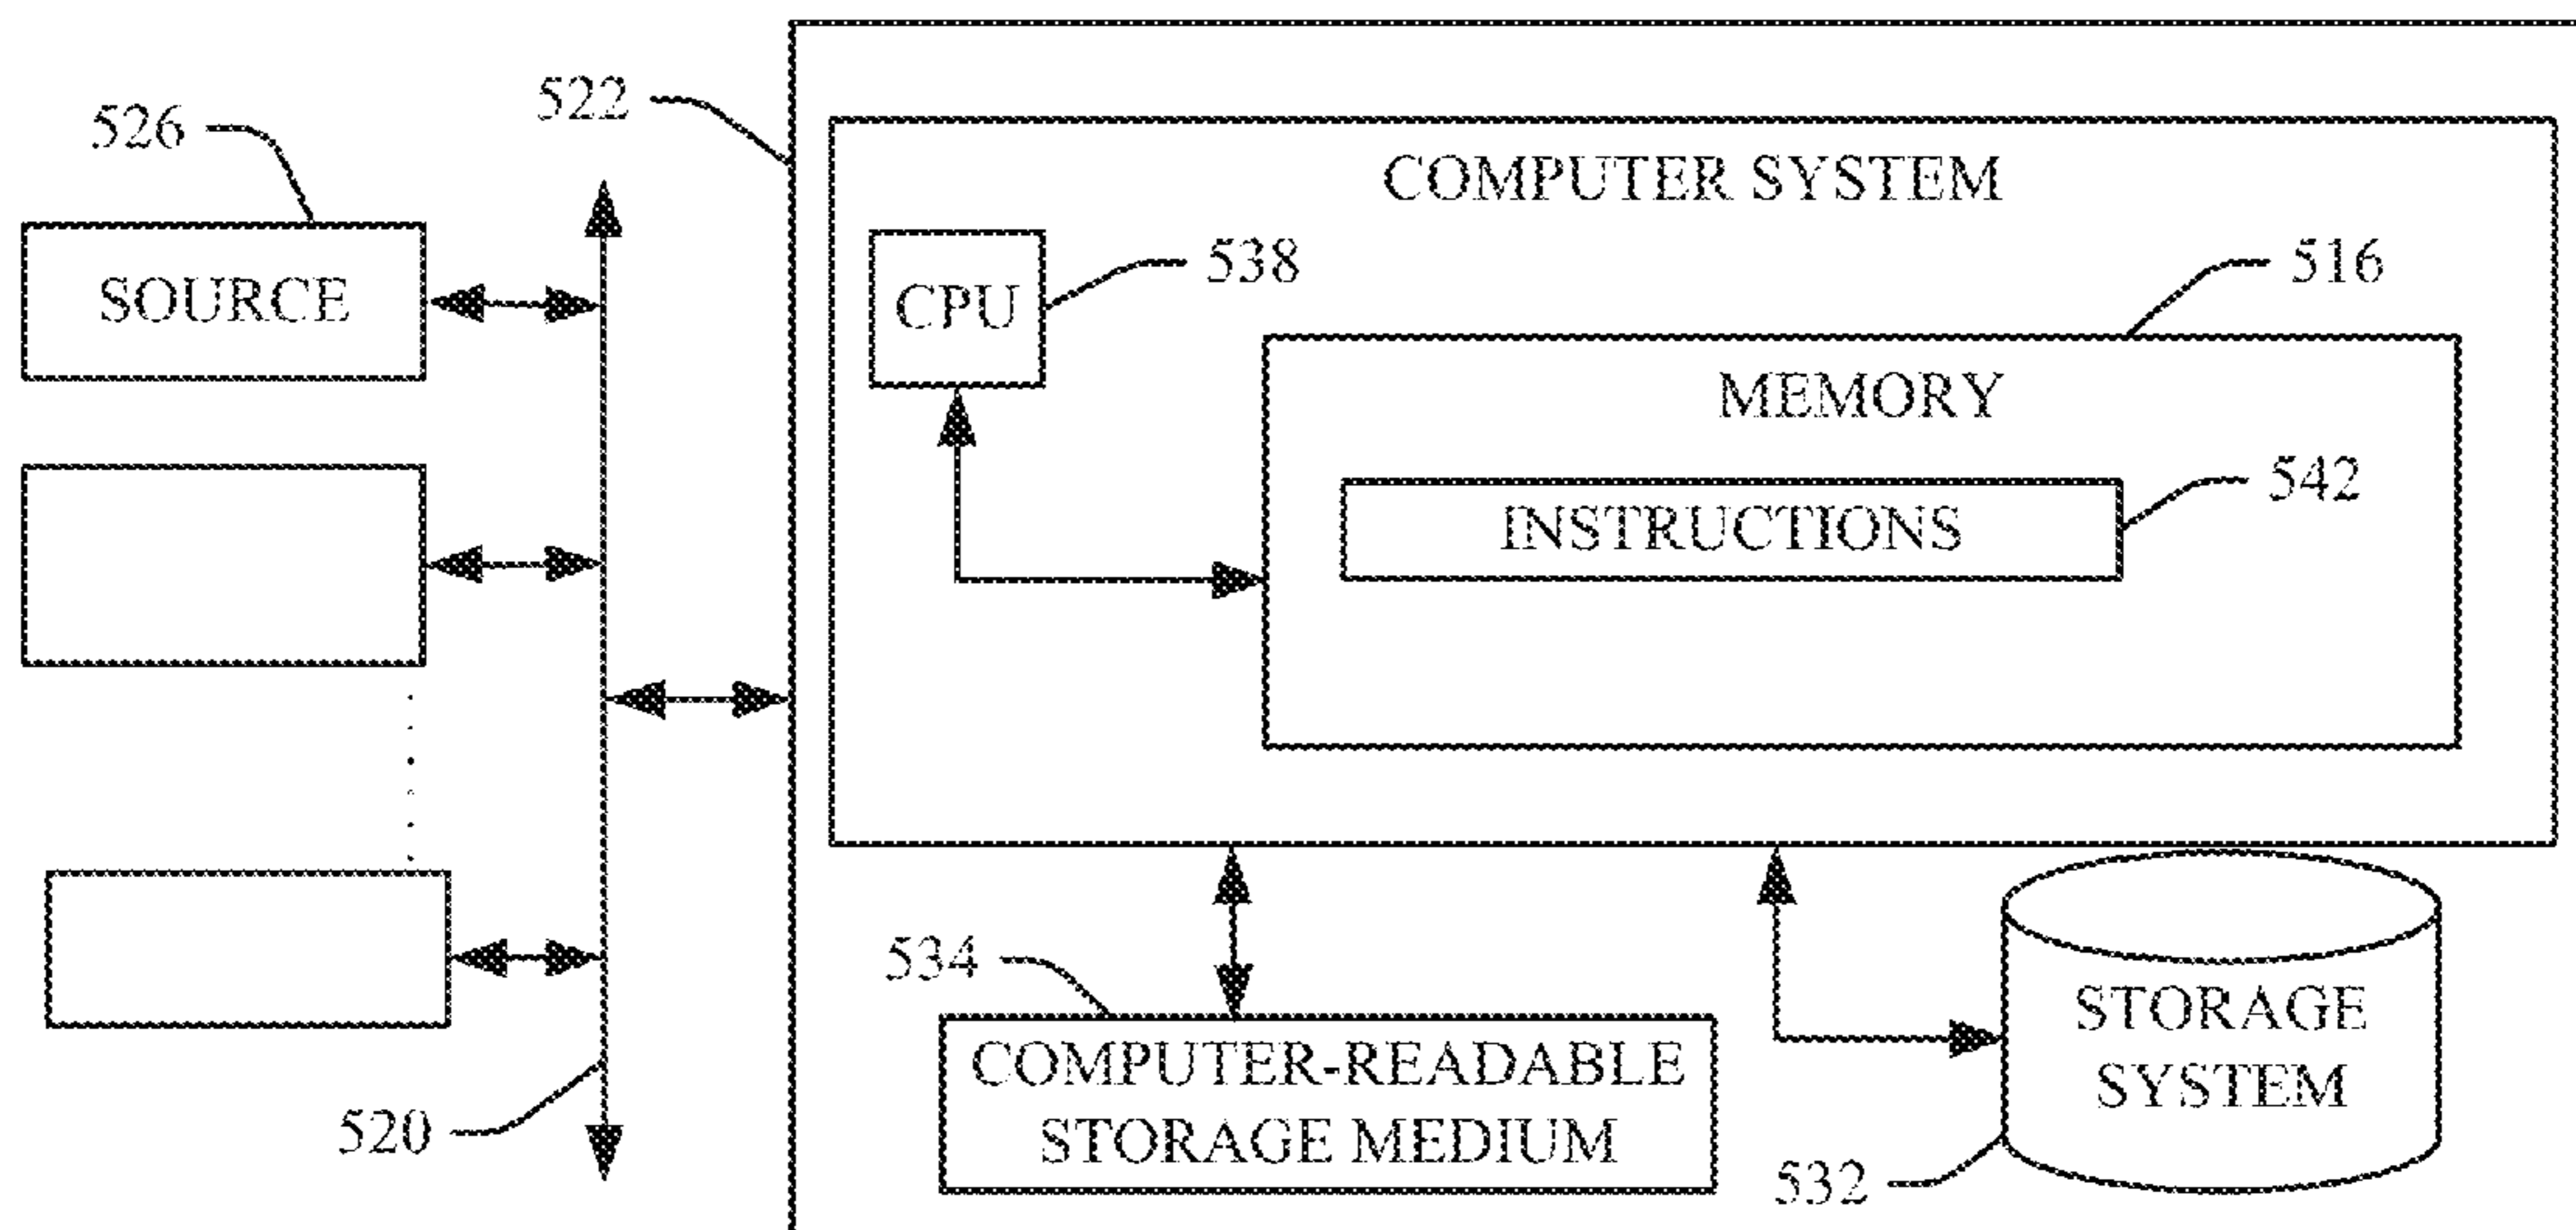 522
526
COMPUTER SYSTEM
538
516
SOURCE
CPU
MEMORY
542
INSTRUCTIONS
534
STORAGE
SYSTEM
COMPUTER-READABLE
STORAGE MEDIUM
520
532